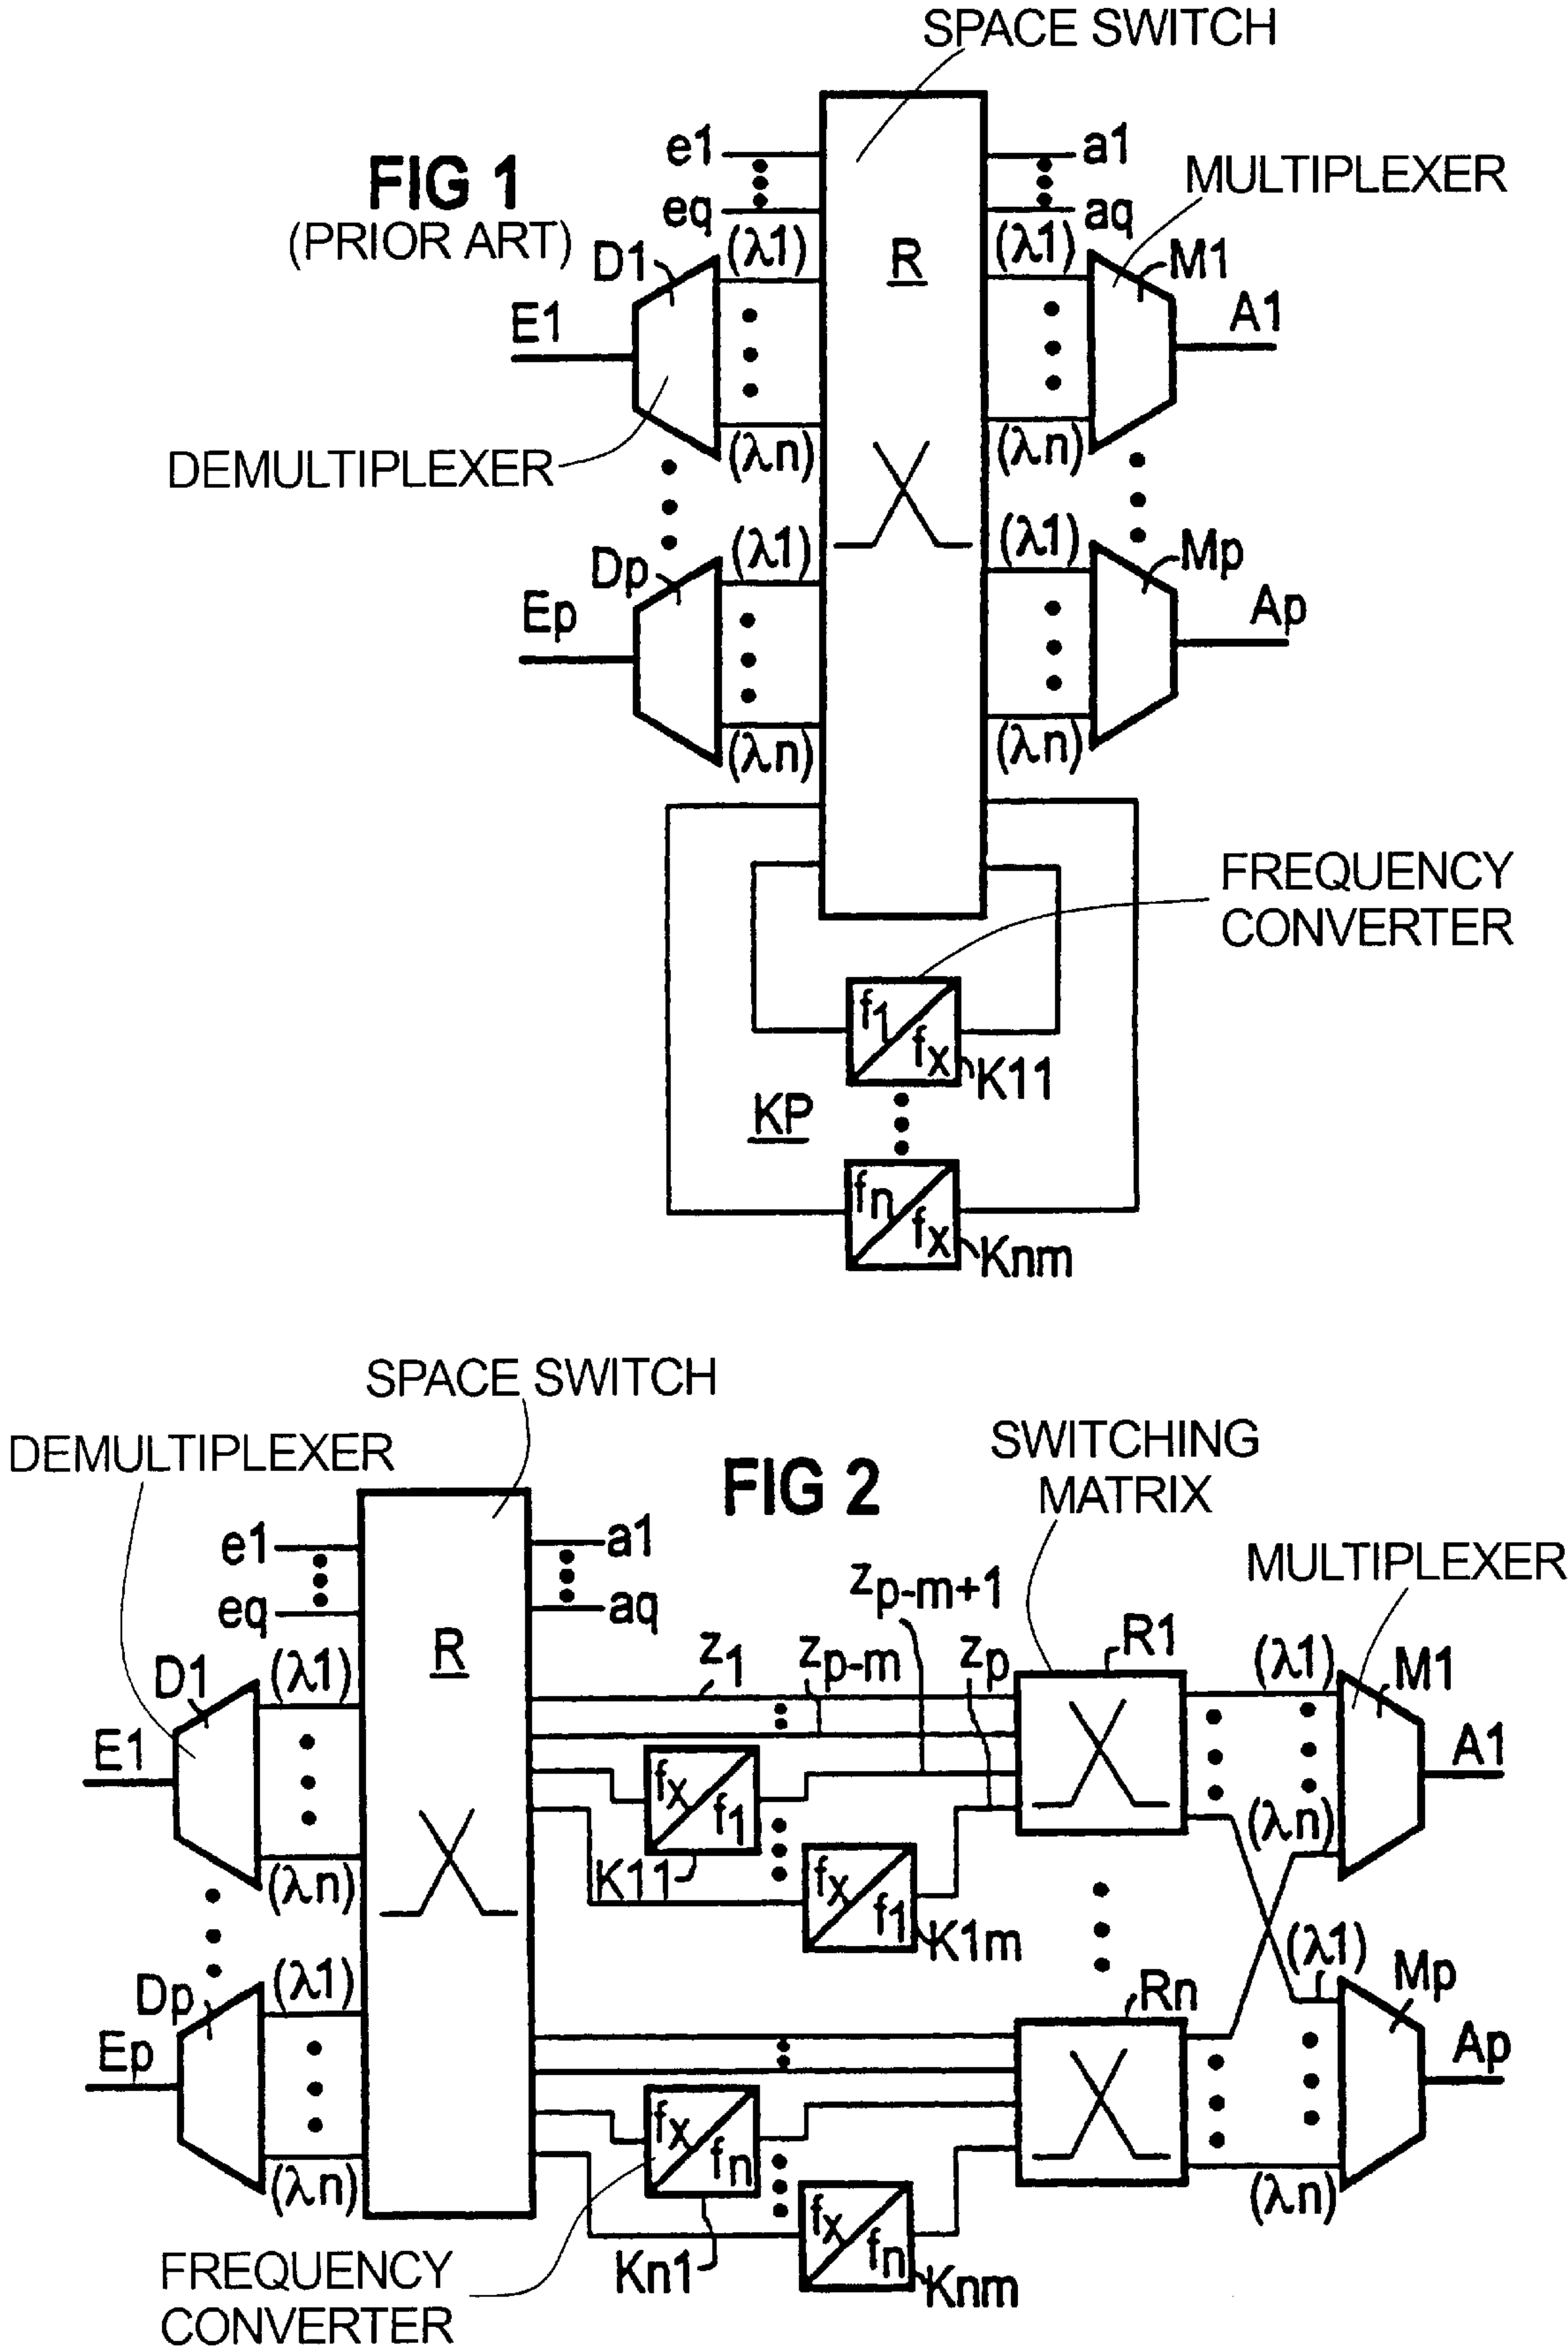 SPACE SWITCH
FIG 1
(PRIOR ART)
e1
a1
MULTIPLEXER
eq
aq
D1
(λ1)
R
(λ1)
M1
E1
A1
DEMULTIPLEXER
(λn)
(λn)
Dp
(λ1)
(λ1)
Mp
Ep
Ap
(λn)
(λn)
FREQUENCY
CONVERTER
f1
fx
K11
KP
fn
fx
Knm
SPACE SWITCH
DEMULTIPLEXER
FIG 2
SWITCHING
MATRIX
MULTIPLEXER
e1
a1
eq
aq
zp-m+1
R
z1
zp-m
zp
R1
(λ1)
M1
D1
(λ1)
E1
A1
fx
f1
K11
(λn)
(λn)
fx
f1
K1m
Dp
(λ1)
Rn
(λ1)
Mp
Ep
Ap
fx
fn
(λn)
(λn)
Kn1
fx
fn
Knm
FREQUENCY
CONVERTER